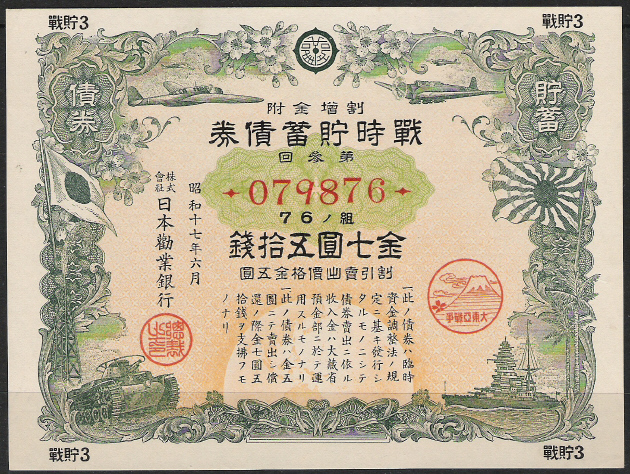 戰貯3
戰貯3
債券
貯蓄
附金增割
券債蓄貯時戰
回參第
079876
76ノ組
錢拾五圓七金
圓五金格價出賣引割
昭和十七年六月
株式會社
日本勸業銀行
一此ノ債券ハ臨時
資金調整法ノ規
定ニ基キ發行シ
タルモノニシテ
債券賣出ニ依ル
收入金ハ大藏省
預金部ニ於テ運
用スルモノナリ
一此ノ債券ハ金五
圓ニテ賣出シ償
還ノ際金七圓五
拾錢ヲ支拂フモ
ノナリ
爭戰亞東大
戰貯3
戰貯3